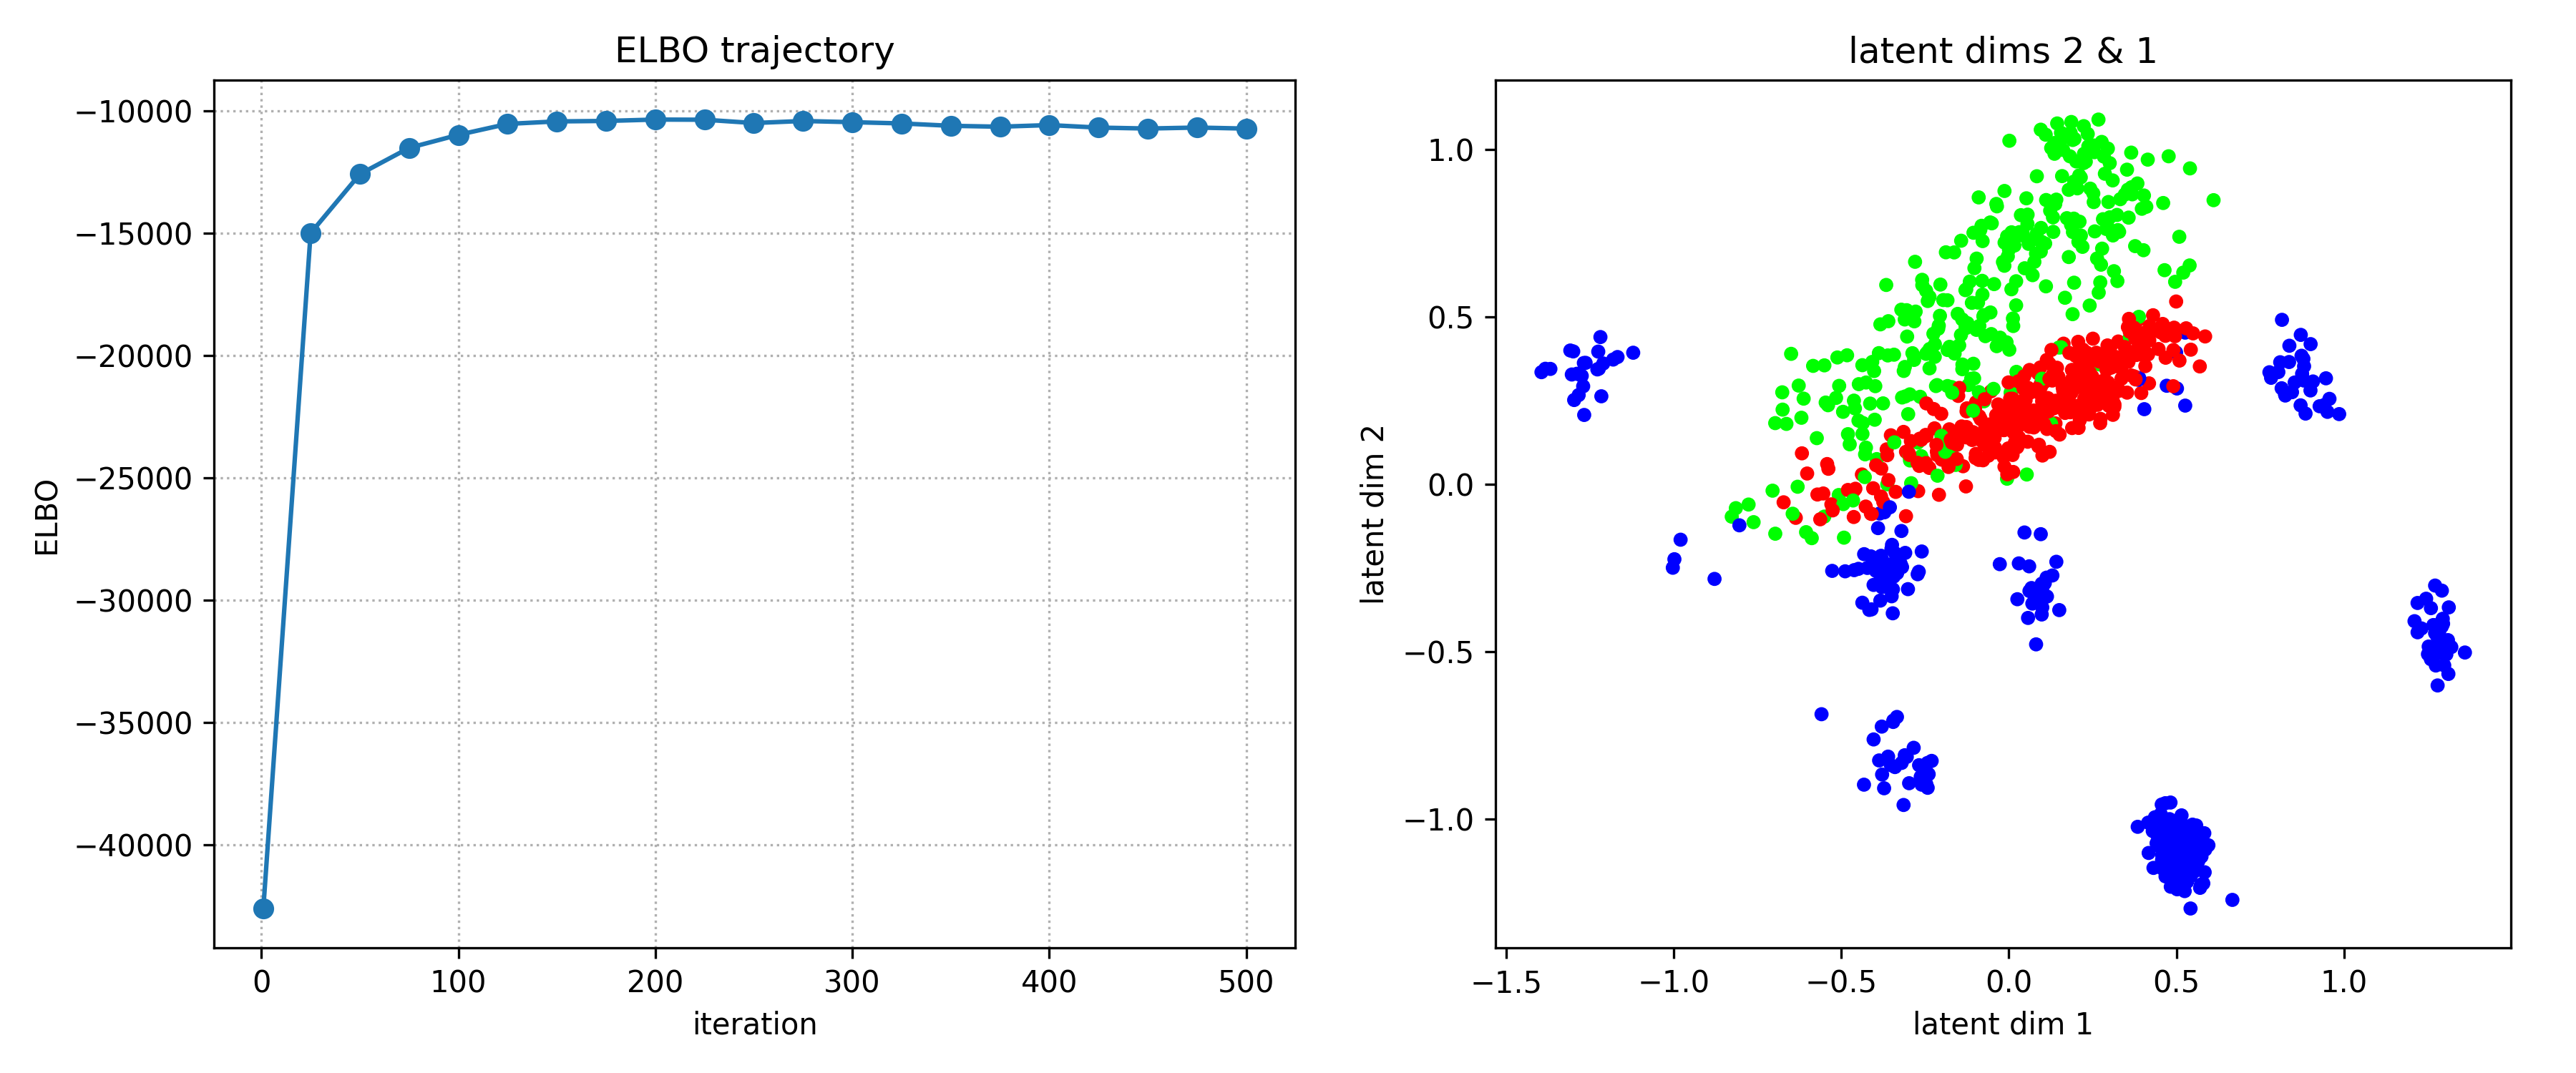 ELBO trajectory
ELBO
−10000
−15000
−20000
−25000
−30000
−35000
−40000
0 100 200 300 400 500
iteration
latent dims 2 & 1
latent dim 2
1.0
0.5
0.0
−0.5
−1.0
−1.5 −1.0 −0.5 0.0 0.5 1.0
latent dim 1